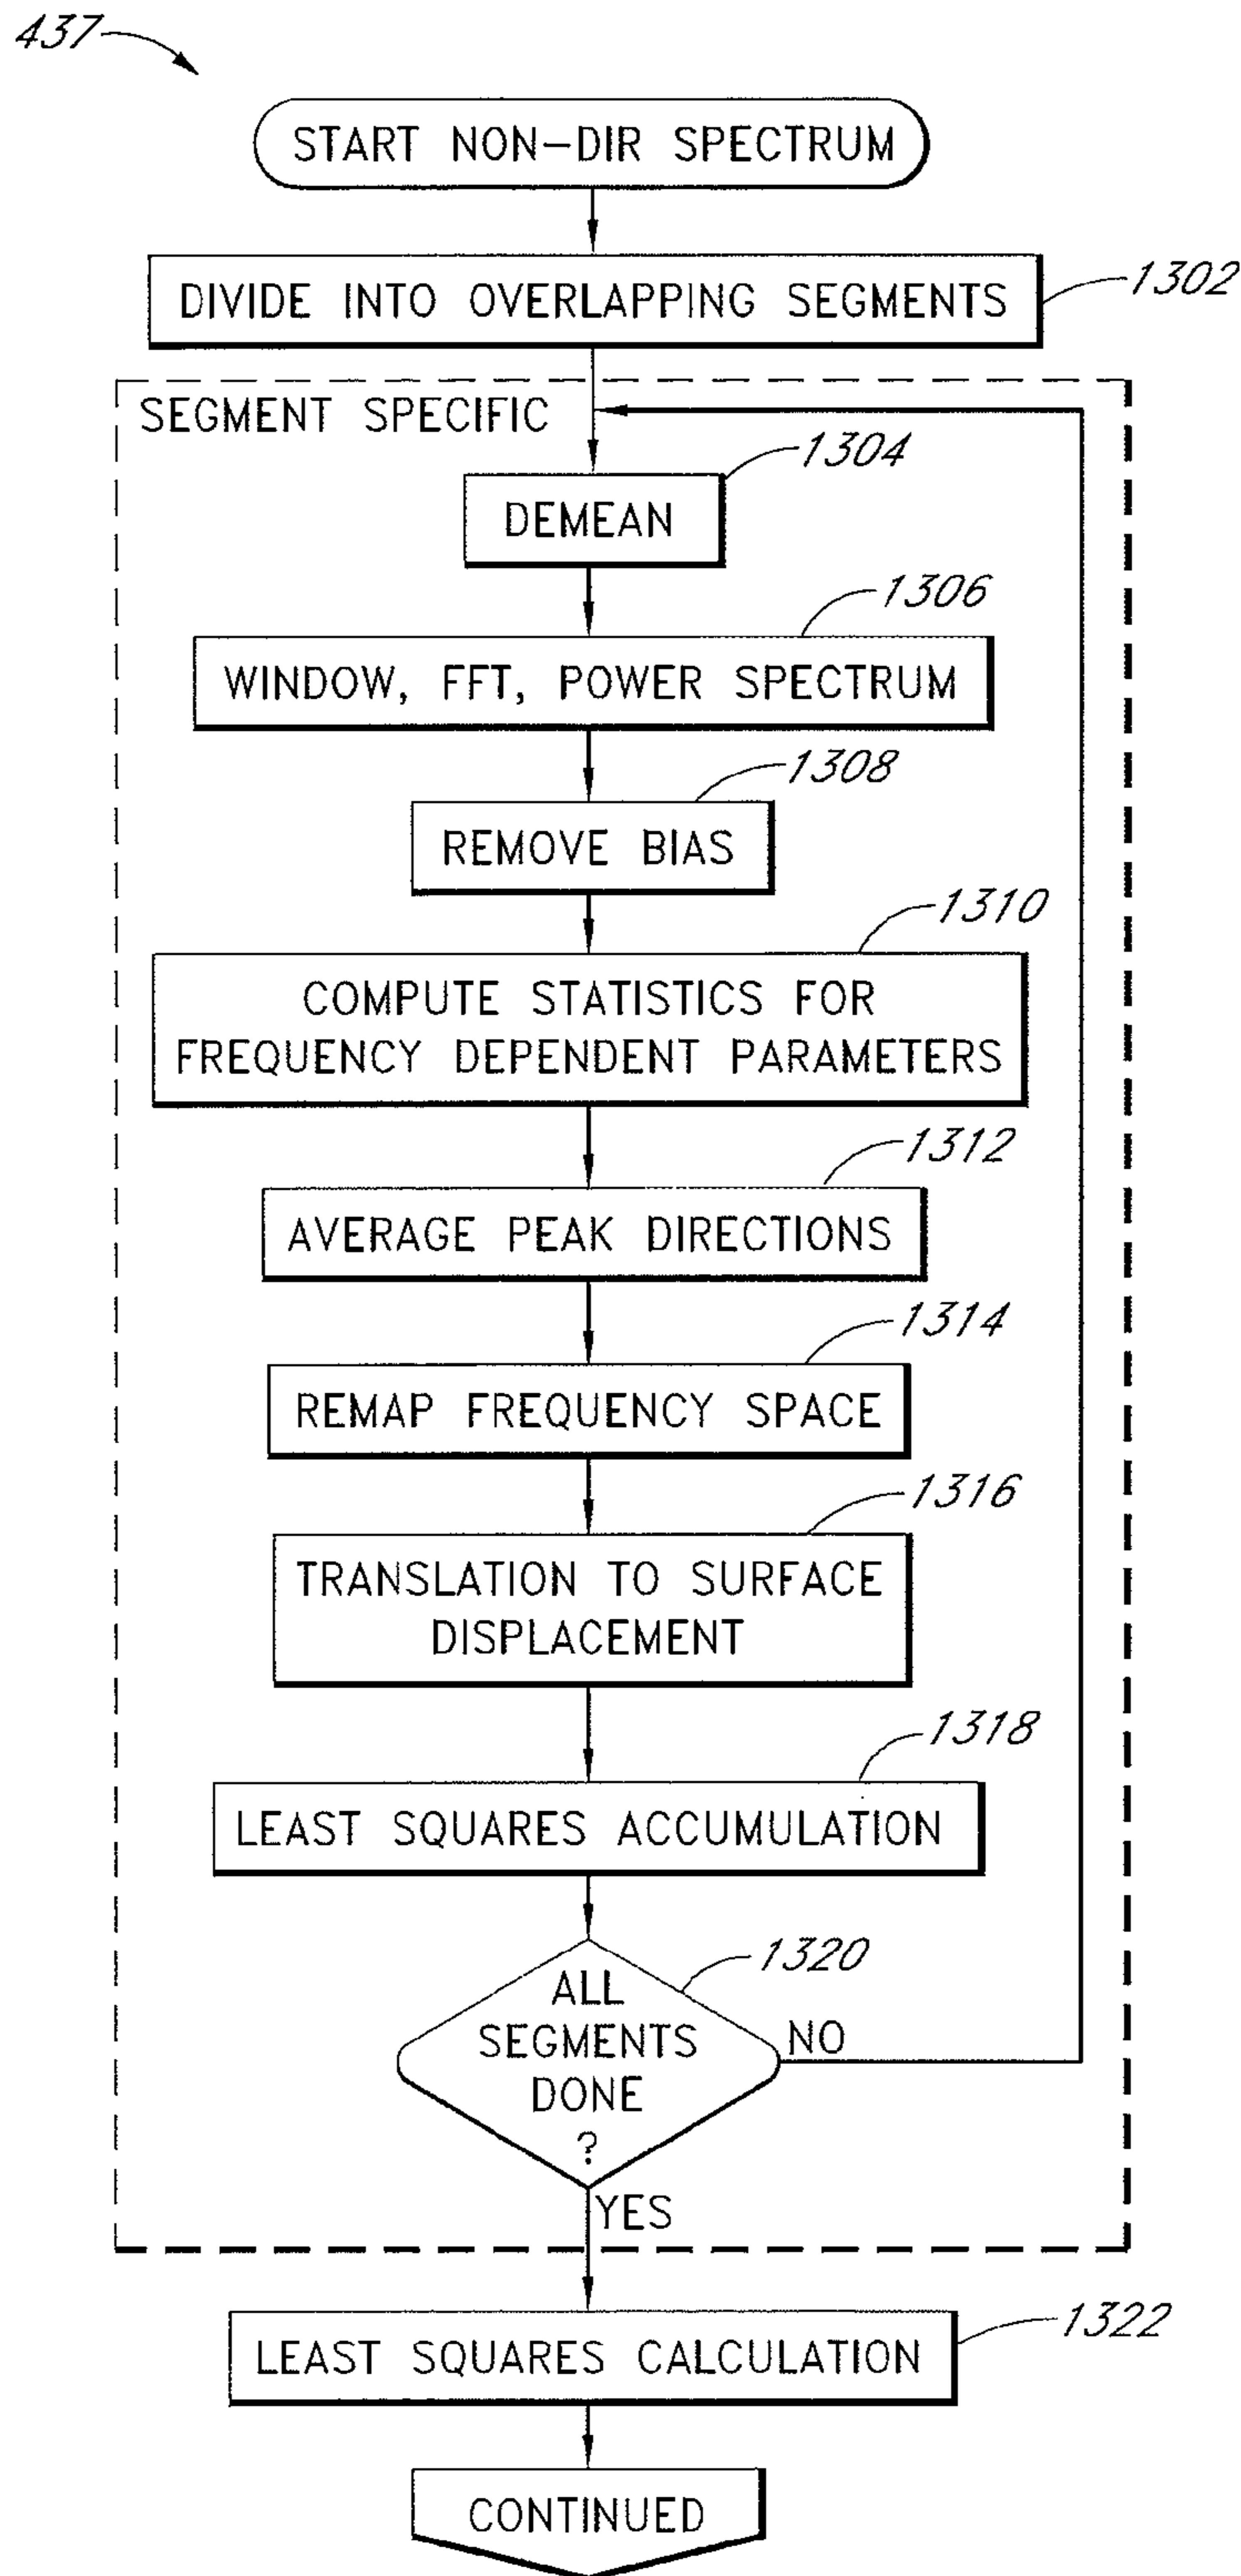 437
START NON-DIR SPECTRUM
DIVIDE INTO OVERLAPPING SEGMENTS
1302
SEGMENT SPECIFIC
1304
DEMEAN
1306
WINDOW, FFT, POWER SPECTRUM
1308
REMOVE BIAS
1310
COMPUTE STATISTICS FOR
FREQUENCY DEPENDENT PARAMETERS
1312
AVERAGE PEAK DIRECTIONS
1314
REMAP FREQUENCY SPACE
1316
TRANSLATION TO SURFACE
DISPLACEMENT
1318
LEAST SQUARES ACCUMULATION
1320
ALL
SEGMENTS
DONE
?
NO
YES
1322
LEAST SQUARES CALCULATION
CONTINUED